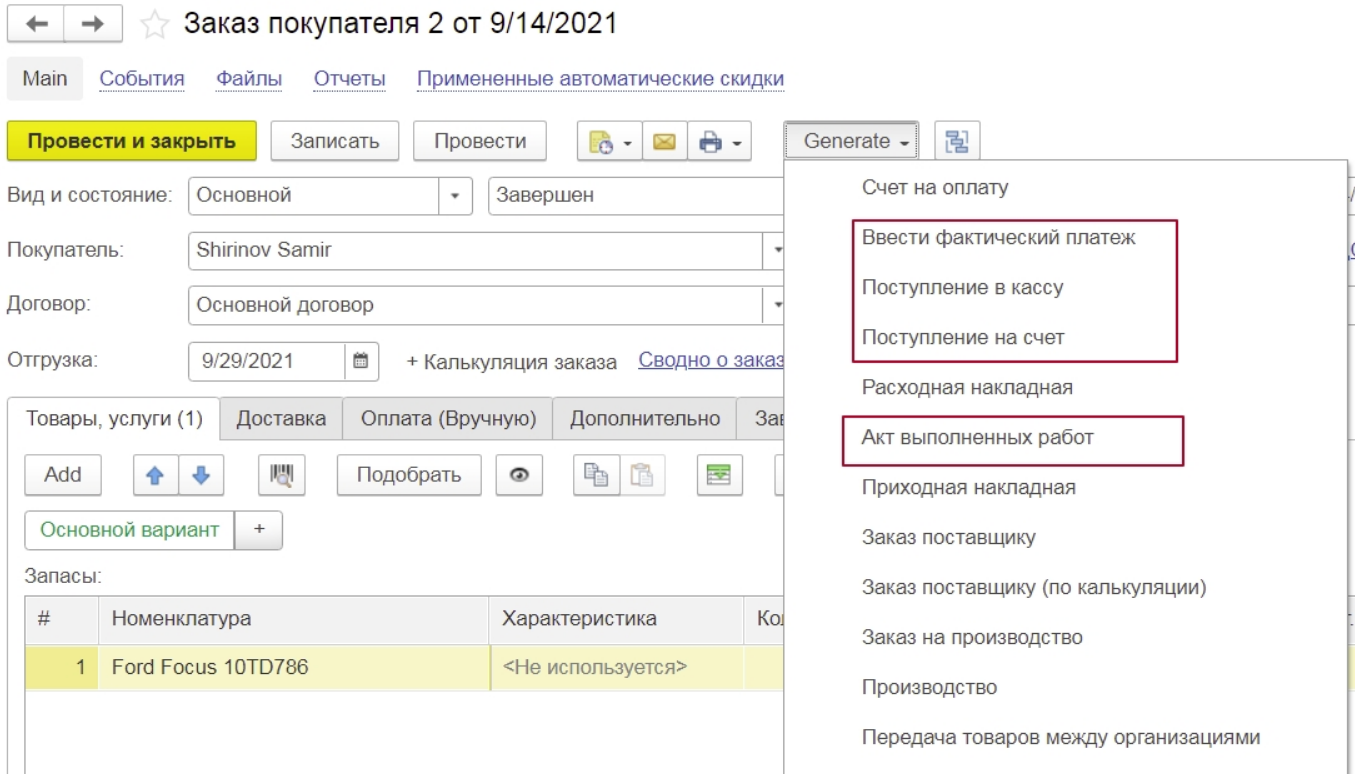 Заказ покупателя 2 от 9/14/2021
Main События Файлы Отчеты Примененные автоматические скидки
Провести и закрыть Записать Провести Generate
Счет на оплату
Вид и состояние: Основной Завершен
Ввести фактический платеж
Покупатель: Shirinov Samir
Поступление в кассу
Договор: Основной договор
Поступление на счет
Отгрузка: 9/29/2021 + Калькуляция заказа Сводно о заказ
Расходная накладная
Товары, услуги (1) Доставка Оплата (Вручную) Дополнительно Зав
Акт выполненных работ
Add Подобрать
Приходная накладная
Основной вариант +
Заказ поставщику
Запасы:
Заказ поставщику (по калькуляции)
# Номенклатура Характеристика Кол
Заказ на производство
1 Ford Focus 10TD786 <Не используется>
Производство
Передача товаров между организациями